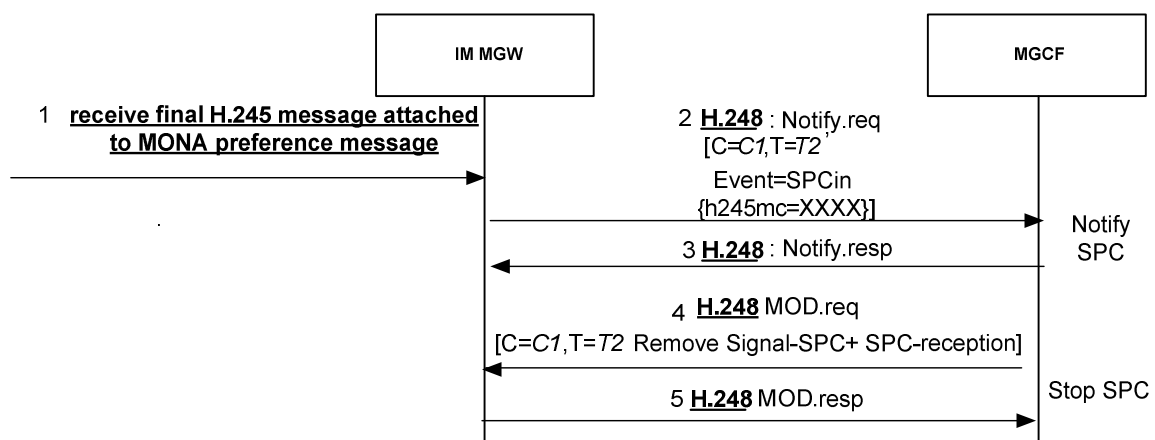 IM MGW
MGCF
1 receive final H.245 message attached
to MONA preference message
2 H.248 : Notify.req
[C=C1,T=T2,
Event=SPCin
{h245mc=XXXX}]
Notify
SPC
3 H.248 : Notify.resp
4 H.248 MOD.req
[C=C1,T=T2 Remove Signal-SPC+ SPC-reception]
Stop SPC
5 H.248 MOD.resp